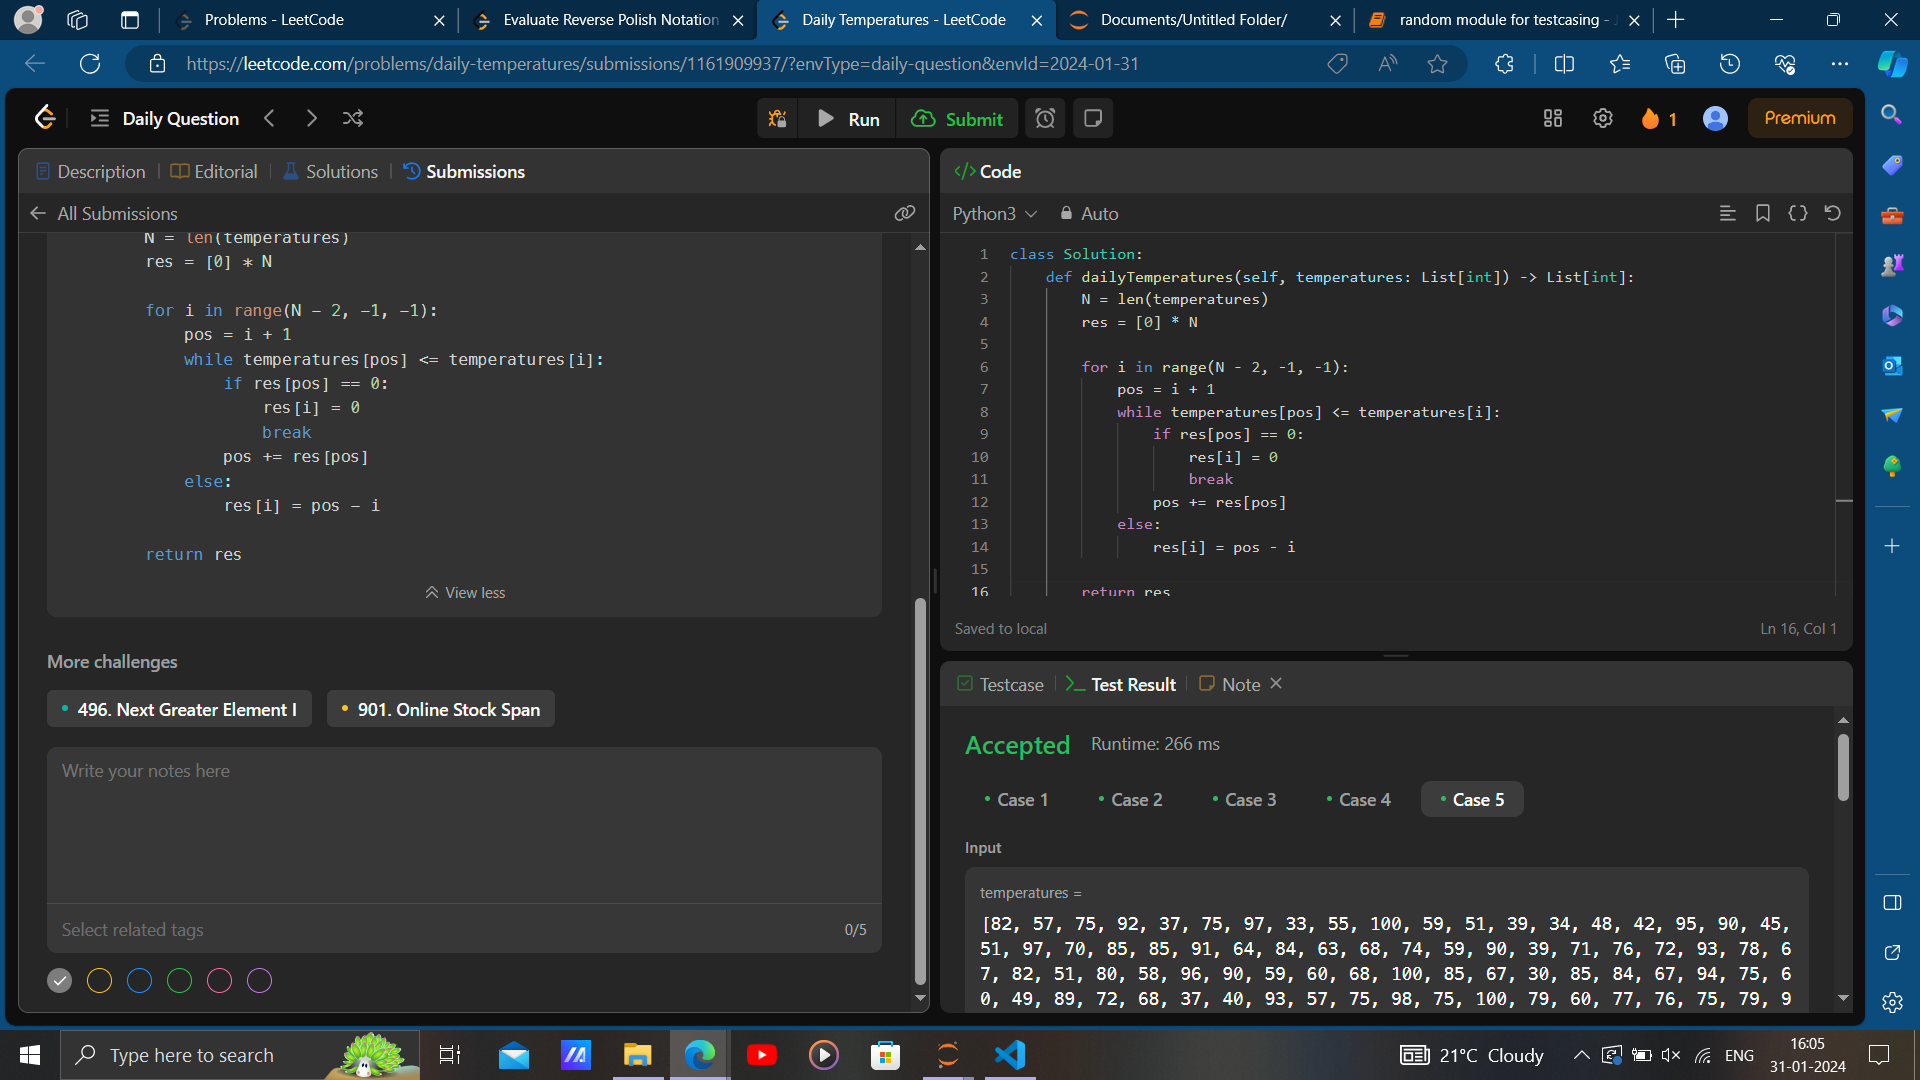 Problems - LeetCode
Evaluate Reverse Polish Notation
Daily Temperatures - LeetCode
Documents/Untitled Folder/
random module for testcasing -
https://leetcode.com/problems/daily-temperatures/submissions/1161909937/?envType=daily-question&envId=2024-01-31
Daily Question
Run
Submit
1
Premium
Description
Editorial
Solutions
Submissions
All Submissions
N = len(temperatures)
res = [0] * N
for i in range(N - 2, -1, -1):
pos = i + 1
while temperatures[pos] <= temperatures[i]:
if res[pos] == 0:
res[i] = 0
break
pos += res[pos]
else:
res[i] = pos - i
return res
View less
More challenges
496. Next Greater Element I
901. Online Stock Span
Write your notes here
Select related tags
0/5
</> Code
Python3
Auto
1 class Solution:
2 def dailyTemperatures(self, temperatures: List[int]) -> List[int]:
3 N = len(temperatures)
4 res = [0] * N
5
6 for i in range(N - 2, -1, -1):
7 pos = i + 1
8 while temperatures[pos] <= temperatures[i]:
9 if res[pos] == 0:
10 res[i] = 0
11 break
12 pos += res[pos]
13 else:
14 res[i] = pos - i
15
16 return res
Saved to local
Ln 16, Col 1
Testcase
Test Result
Note
Accepted
Runtime: 266 ms
Case 1
Case 2
Case 3
Case 4
Case 5
Input
temperatures =
[82, 57, 75, 92, 37, 75, 97, 33, 55, 100, 59, 51, 39, 34, 48, 42, 95, 90, 45,
51, 97, 70, 85, 85, 91, 64, 84, 63, 68, 74, 59, 90, 39, 71, 76, 72, 93, 78, 6
7, 82, 51, 80, 58, 96, 90, 59, 60, 68, 100, 85, 67, 30, 85, 84, 67, 94, 75, 6
0, 49, 89, 72, 68, 37, 40, 93, 57, 75, 98, 75, 100, 79, 60, 77, 76, 75, 79, 9
Type here to search
21°C Cloudy
ENG
16:05
31-01-2024